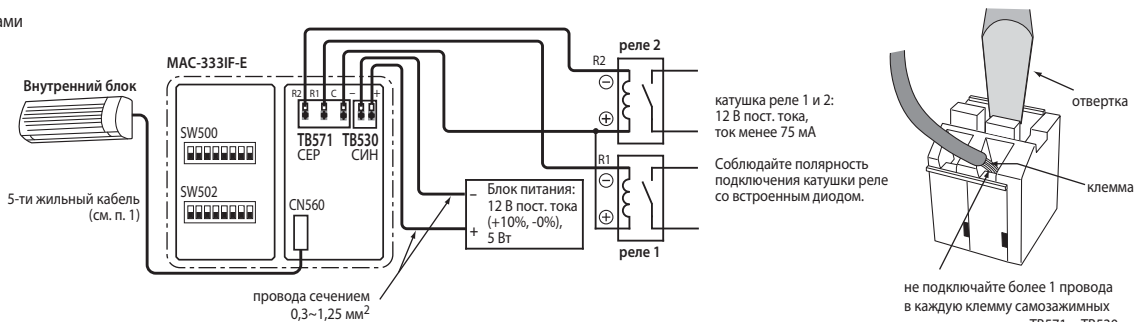 ами
Внутренний блок
5-ти жильный кабель
(см. п. 1)
MAC-333IF-E
SW500
SW502
R2 R1 C - +
TB571 TB530
СЕР СИН
CN560
провода сечением
0,3~1,25 мм²
- Блок питания:
12 В пост. тока
(+10%, -0%),
+ 5 Вт
реле 2
R2
-
+
R1
-
+
реле 1
катушка реле 1 и 2:
12 В пост. тока,
ток менее 75 мА
Соблюдайте полярность
подключения катушки реле
со встроенным диодом.
отвертка
клемма
не подключайте более 1 провода
в каждую клемму самозажимных